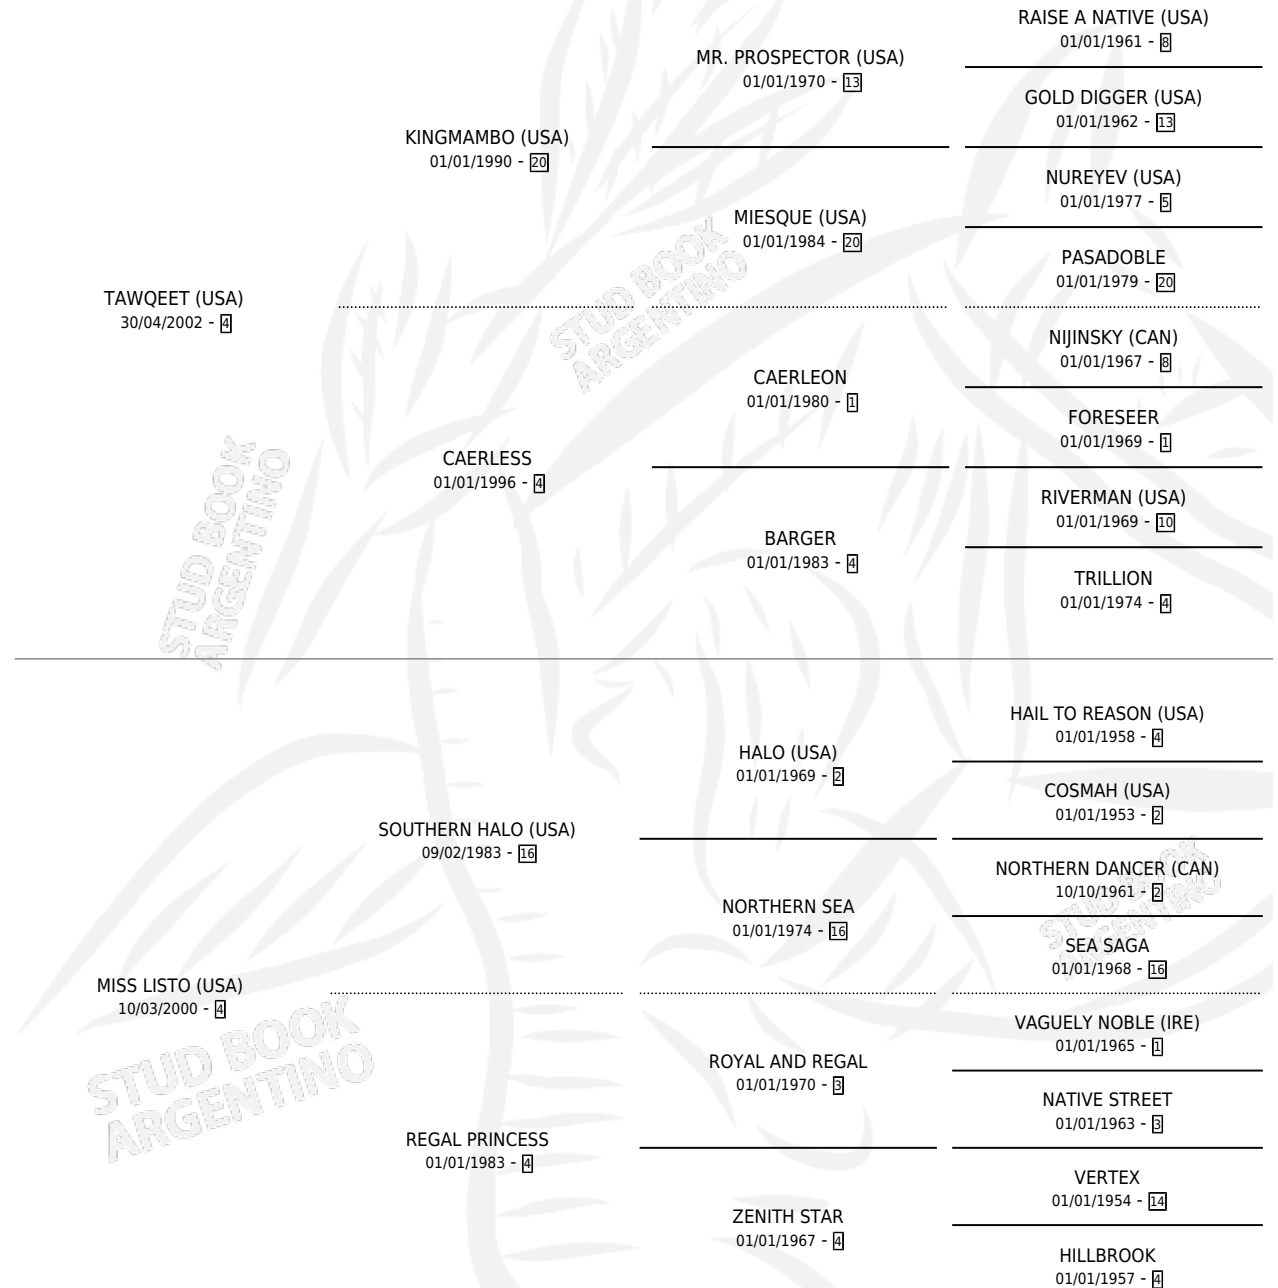 RAISE A NATIVE (USA)
01/01/1961 - 8
MR. PROSPECTOR (USA)
01/01/1970 - 13
GOLD DIGGER (USA)
01/01/1962 - 13
KINGMAMBO (USA)
01/01/1990 - 20
NUREYEV (USA)
01/01/1977 - 5
MIESQUE (USA)
01/01/1984 - 20
PASADOBLE
01/01/1979 - 20
TAWQEET (USA)
30/04/2002 - 4
NIJINSKY (CAN)
01/01/1967 - 8
CAERLEON
01/01/1980 - 1
FORESEER
01/01/1969 - 1
CAERLESS
01/01/1996 - 4
RIVERMAN (USA)
01/01/1969 - 10
BARGER
01/01/1983 - 4
TRILLION
01/01/1974 - 4
HAIL TO REASON (USA)
01/01/1958 - 4
HALO (USA)
01/01/1969 - 2
COSMAH (USA)
01/01/1953 - 2
SOUTHERN HALO (USA)
09/02/1983 - 16
NORTHERN DANCER (CAN)
10/10/1961 - 2
NORTHERN SEA
01/01/1974 - 16
SEA SAGA
01/01/1968 - 16
MISS LISTO (USA)
10/03/2000 - 4
VAGUELY NOBLE (IRE)
01/01/1965 - 1
ROYAL AND REGAL
01/01/1970 - 3
NATIVE STREET
01/01/1963 - 3
REGAL PRINCESS
01/01/1983 - 4
VERTEX
01/01/1954 - 14
ZENITH STAR
01/01/1967 - 4
HILLBROOK
01/01/1957 - 4
STUD BOOK
ARGENTINO
STUD BOOK
ARGENTINO
STUD BOOK
ARGENTINO
STUD BOOK
ARGENTINO